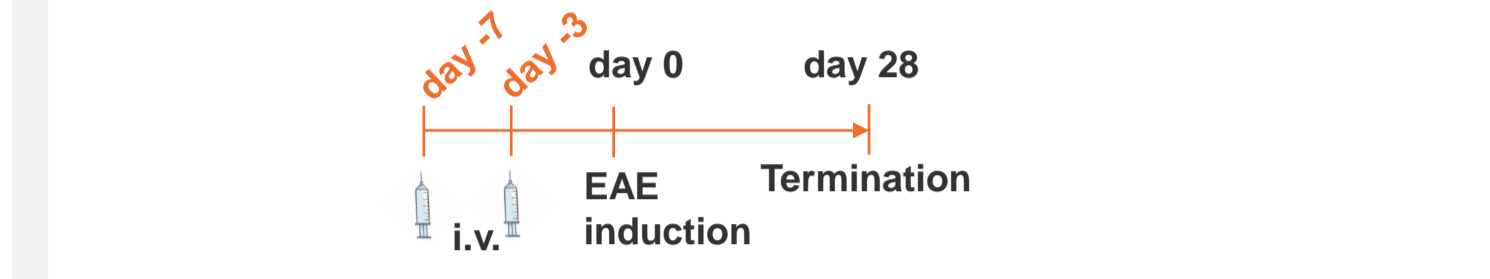 day -7
day -3
day 0
day 28
EAE
induction
Termination
i.v.